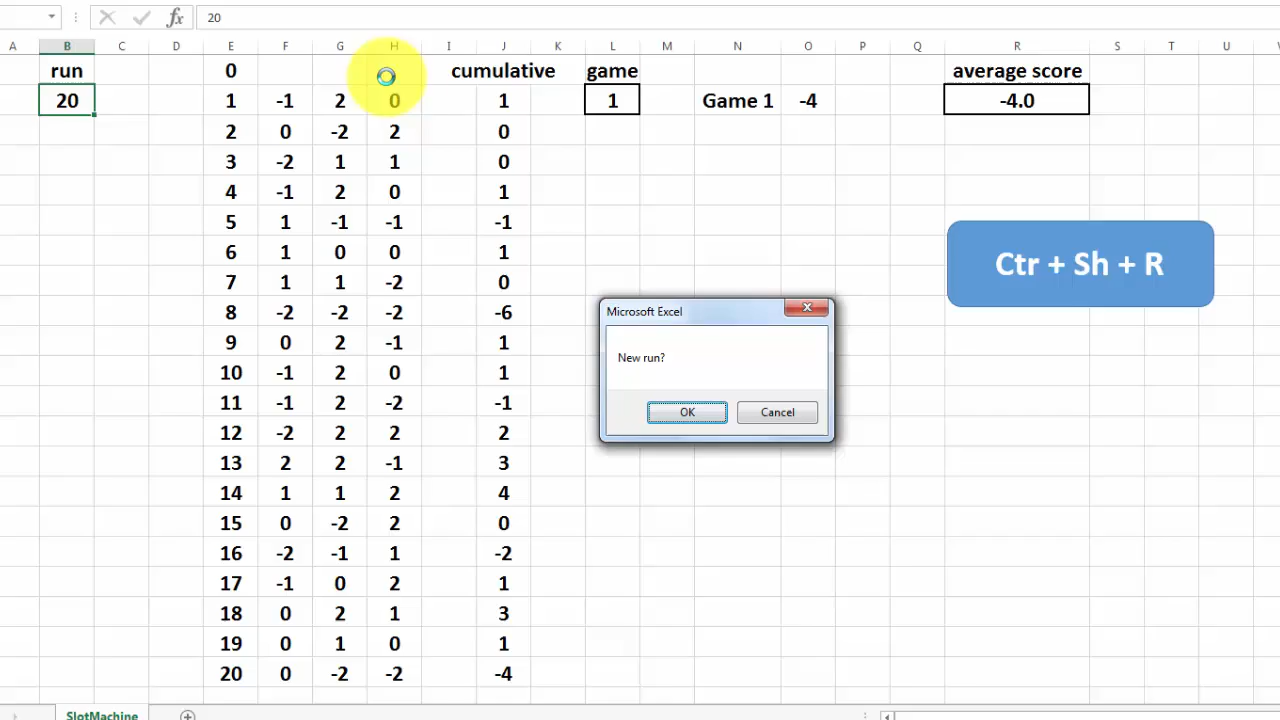 20
A B C D E F G H I J K L M N O P Q R S T U V
run 0 cumulative game average score
20 1 -1 2 0 1 1 Game 1 -4 -4.0
2 0 -2 2 0
3 -2 1 1 0
4 -1 2 0 1
5 1 -1 -1 -1
6 1 0 0 1
Ctr + Sh + R
7 1 1 -2 0
8 -2 -2 -2 -6
Microsoft Excel
9 0 2 -1 1
New run?
10 -1 2 0 1
11 -1 2 -2 -1
OK Cancel
12 -2 2 2 2
13 2 2 -1 3
14 1 1 2 4
15 0 -2 2 0
16 -2 -1 1 -2
17 -1 0 2 1
18 0 2 1 3
19 0 1 0 1
20 0 -2 -2 -4
SlotMachine